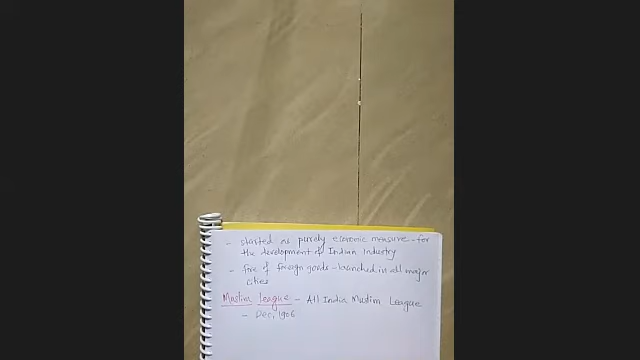 - started as purely economic measure - for
the development of Indian Industry
- fire of foreign goods - launched in all major
cities
Muslim League - All India Muslim League
- Dec, 1906